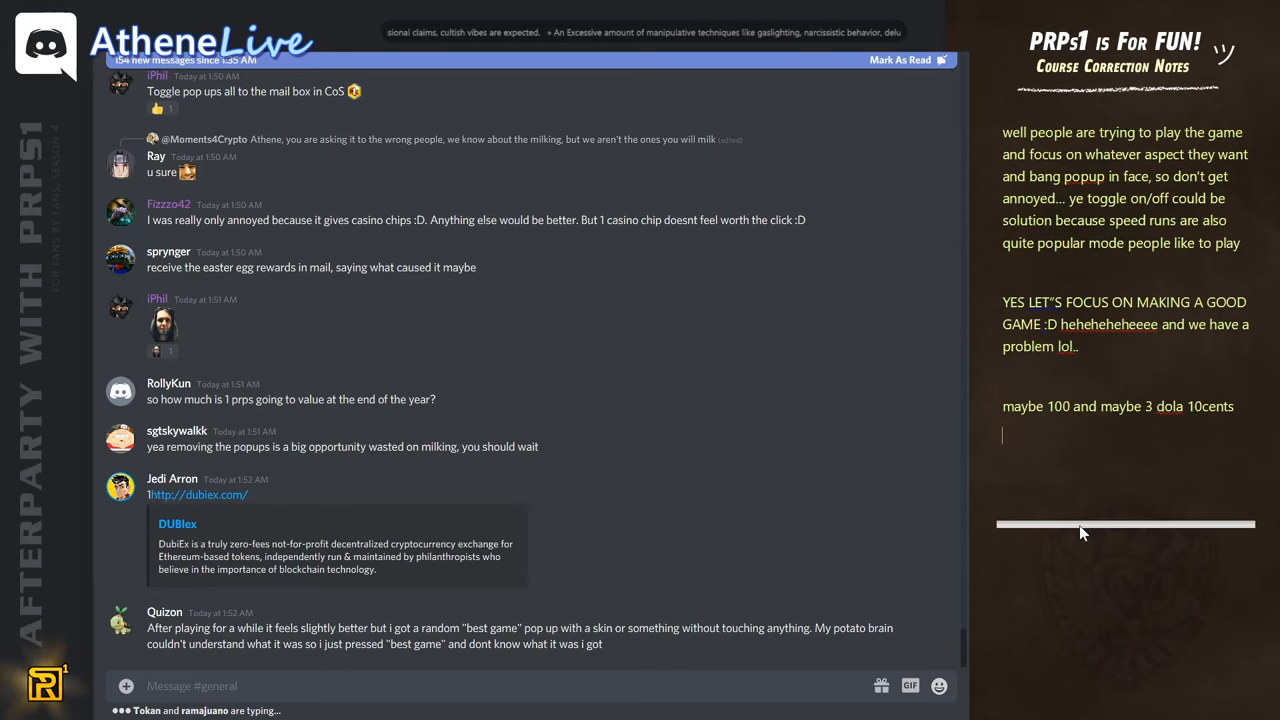 AtheneLive
sional claims, cultish vibes are expected.   » An Excessive amount of manipulative techniques like gaslighting, narcissistic behavior, delu
154 new messages since 1:35 AM
Mark As Read
iPhil Today at 1:50 AM
Toggle pop ups all to the mail box in CoS
1
@Moments4Crypto Athene, you are asking it to the wrong people, we know about the milking, but we aren't the ones you will milk (edited)
Ray Today at 1:50 AM
u sure
Fizzzo42 Today at 1:50 AM
I was really only annoyed because it gives casino chips :D. Anything else would be better. But 1 casino chip doesnt feel worth the click :D
sprynger Today at 1:50 AM
receive the easter egg rewards in mail, saying what caused it maybe
iPhil Today at 1:51 AM
1
RollyKun Today at 1:51 AM
so how much is 1 prps going to value at the end of the year?
sgtskywalkk Today at 1:51 AM
yea removing the popups is a big opportunity wasted on milking, you should wait
Jedi Arron Today at 1:52 AM
1http://dubiex.com/
DUBIex
DubiEx is a truly zero-fees not-for-profit decentralized cryptocurrency exchange for
Ethereum-based tokens, independently run & maintained by philanthropists who
believe in the importance of blockchain technology.
Quizon Today at 1:52 AM
After playing for a while it feels slightly better but i got a random "best game" pop up with a skin or something without touching anything. My potato brain
couldn't understand what it was so i just pressed "best game" and dont know what it was i got
Message #general
GIF
Tokan and ramajuano are typing...
AFTERPARTY WITH PRPS1
FOR FANS BY FANS, SEASON 4
R1
PRPS1 IS FOR FUN!
COURSE CORRECTION NOTES
ツ
well people are trying to play the game
and focus on whatever aspect they want
and bang popup in face, so don't get
annoyed... ye toggle on/off could be
solution because speed runs are also
quite popular mode people like to play
YES LET"S FOCUS ON MAKING A GOOD
GAME :D heheheheheeee and we have a
problem lol..
maybe 100 and maybe 3 dola 10cents